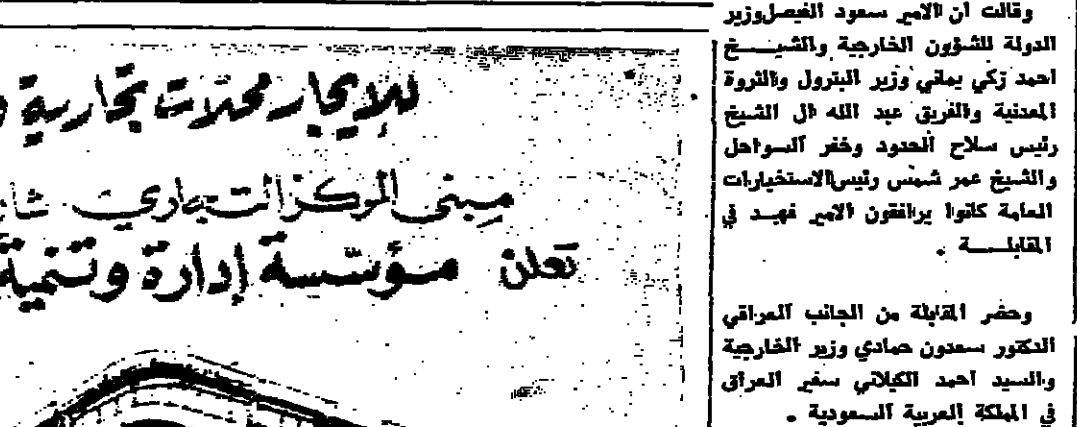 وقالت ان الامير سعود الفيصل وزير
الدولة للشؤون الخارجية والشيخ
احمد زكي يماني وزير البترول والثروة
المعدنية والفريق عبد الله ال الشيخ
رئيس سلاح الحدود وخفر السواحل
والشيخ عمر شمس رئيس الاستخبارات
العامة كانوا يرافقون الامير فهد في
المقابلة .
وحضر المقابلة من الجانب العراقي
الدكتور سعدون حمادي وزير الخارجية
والسيد احمد الكيلاني سفير العراق
في المملكة العربية السعودية .
للإيجار محلات تجارية
مبنى المركز التجاري
تعلن مؤسسة إدارة وتنمية